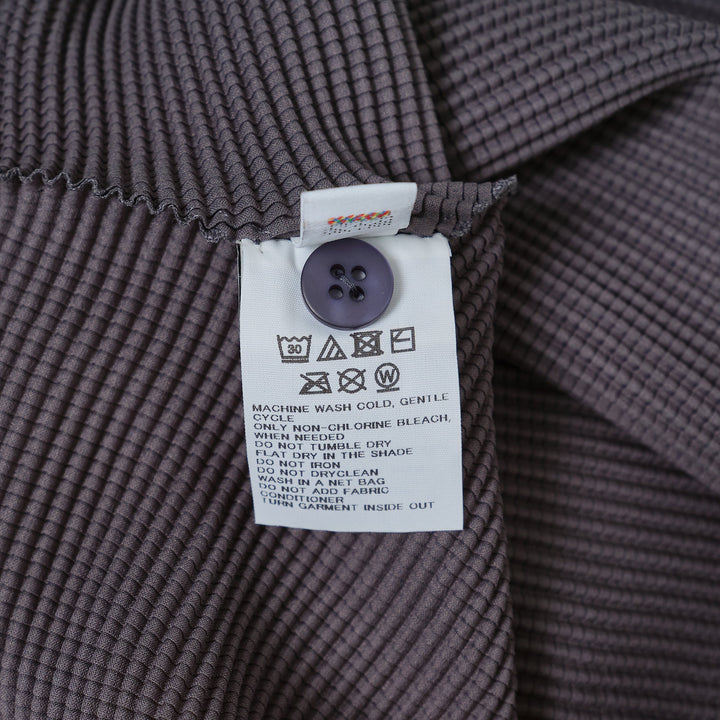 30
W
MACHINE WASH COLD, GENTLE
CYCLE
ONLY NON-CHLORINE BLEACH,
WHEN NEEDED
DO NOT TUMBLE DRY
FLAT DRY IN THE SHADE
DO NOT IRON
DO NOT DRYCLEAN
WASH IN A NET BAG
DO NOT ADD FABRIC
CONDITIONER
TURN GARMENT INSIDE OUT